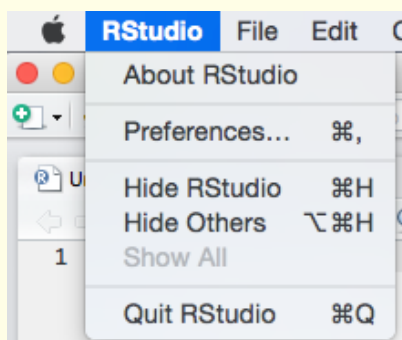 RStudio File Edit
About RStudio
Preferences... ⌘,
Hide RStudio ⌘H
Hide Others ⌥⌘H
1
Show All
Quit RStudio ⌘Q